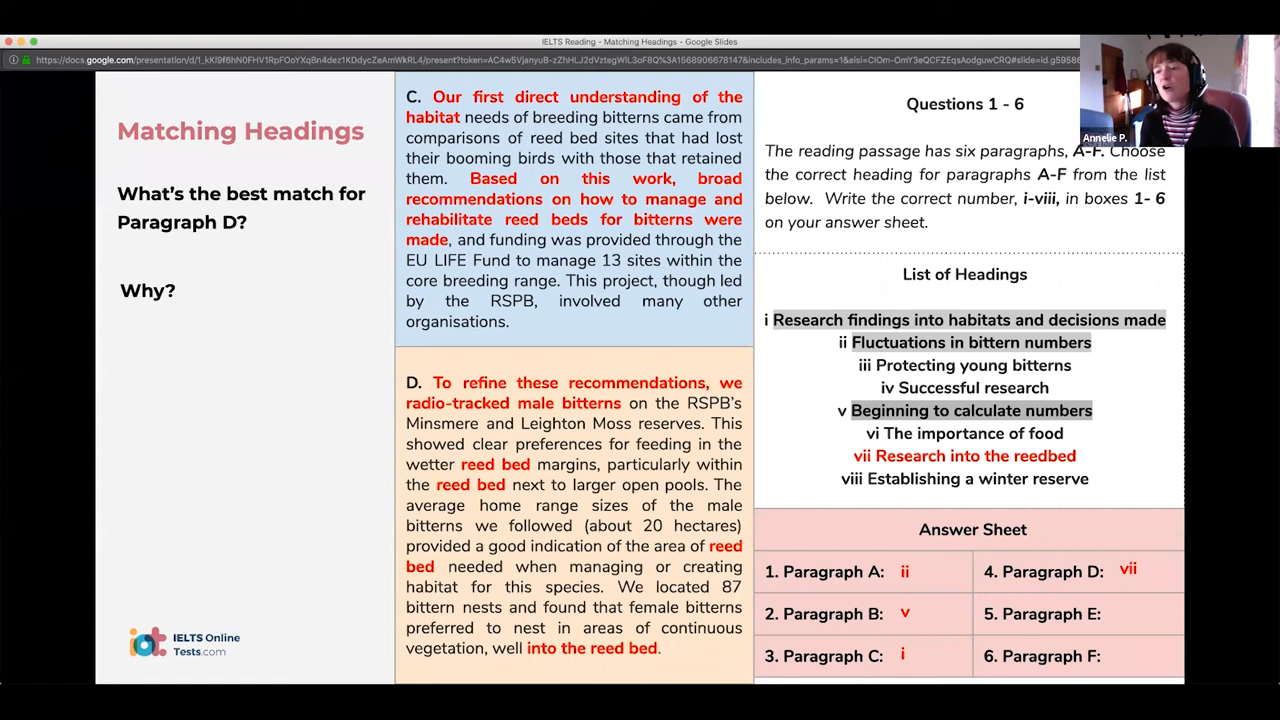 IELTS Reading - Matching Headings - Google Slides
Annelie P.
Matching Headings
What's the best match for
Paragraph D?
Why?
IELTS Online
Tests.com
C. Our first direct understanding of the
habitat needs of breeding bitterns came from
comparisons of reed bed sites that had lost
their booming birds with those that retained
them. Based on this work, broad
recommendations on how to manage and
rehabilitate reed beds for bitterns were
made, and funding was provided through the
EU LIFE Fund to manage 13 sites within the
core breeding range. This project, though led
by the RSPB, involved many other
organisations.
D. To refine these recommendations, we
radio-tracked male bitterns on the RSPB's
Minsmere and Leighton Moss reserves. This
showed clear preferences for feeding in the
wetter reed bed margins, particularly within
the reed bed next to larger open pools. The
average home range sizes of the male
bitterns we followed (about 20 hectares)
provided a good indication of the area of reed
bed needed when managing or creating
habitat for this species. We located 87
bittern nests and found that female bitterns
preferred to nest in areas of continuous
vegetation, well into the reed bed.
Questions 1 - 6
The reading passage has six paragraphs, A-F. Choose
the correct heading for paragraphs A-F from the list
below. Write the correct number, i-viii, in boxes 1- 6
on your answer sheet.
List of Headings
i Research findings into habitats and decisions made
ii Fluctuations in bittern numbers
iii Protecting young bitterns
iv Successful research
v Beginning to calculate numbers
vi The importance of food
vii Research into the reedbed
viii Establishing a winter reserve
Answer Sheet
1. Paragraph A: ii
4. Paragraph D: vii
2. Paragraph B: v
5. Paragraph E:
3. Paragraph C: i
6. Paragraph F: